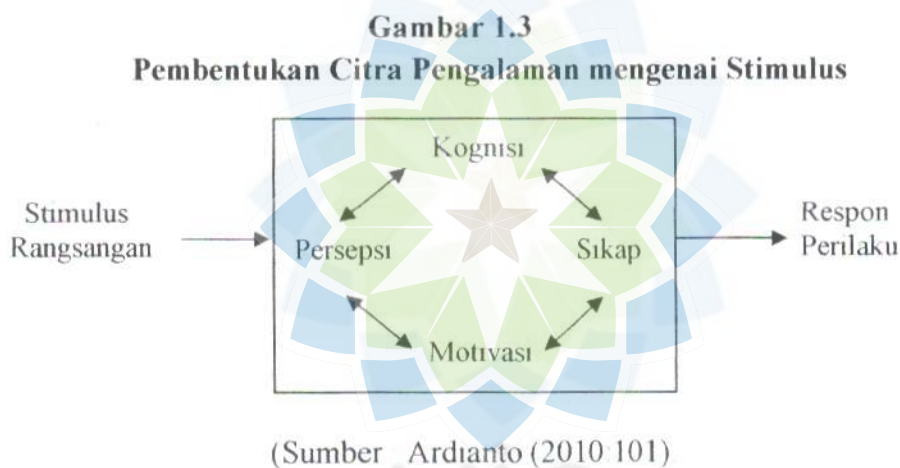 Gambar 1.3
Pembentukan Citra Pengalaman mengenai Stimulus
Kognisi
Stimulus
Rangsangan
Persepsi
Sikap
Respon
Perilaku
Motivasi
(Sumber Ardianto (2010:101)